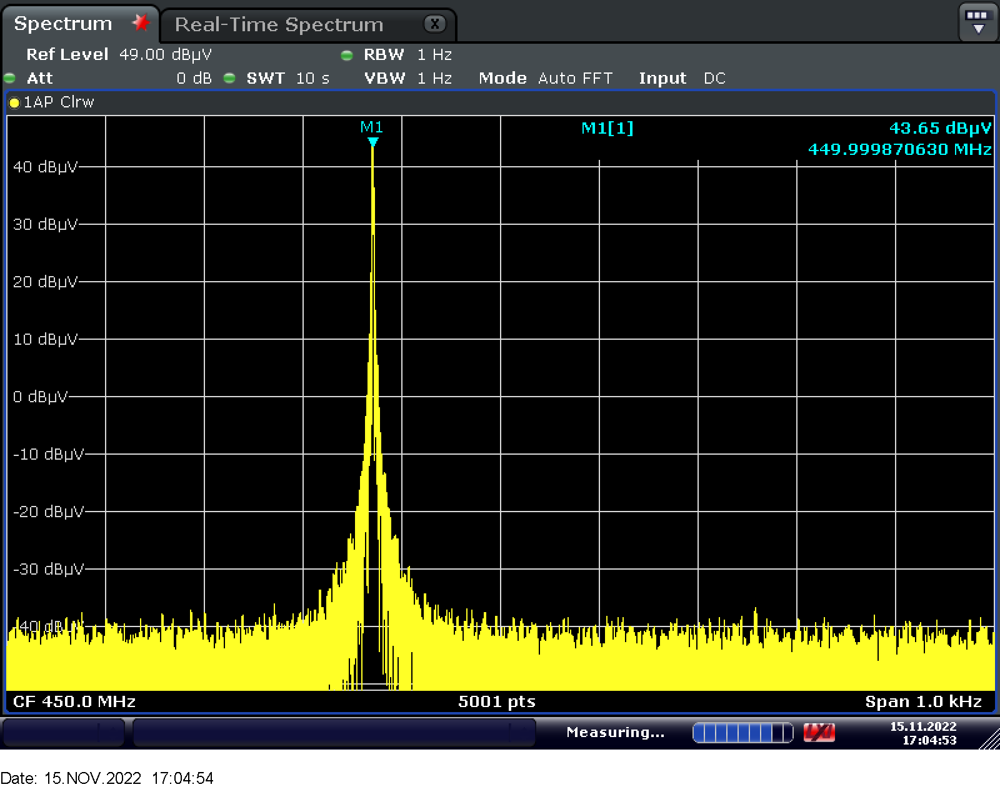 Spectrum Real-Time Spectrum X
Ref Level 49.00 dBµV RBW 1 Hz
Att 0 dB SWT 10 s VBW 1 Hz Mode Auto FFT Input DC
1AP Clrw
M1 M1[1] 43.65 dBµV
449.999870630 MHz
40 dBµV
30 dBµV
20 dBµV
10 dBµV
0 dBµV
-10 dBµV
-20 dBµV
-30 dBµV
-40 dBµV
CF 450.0 MHz 5001 pts Span 1.0 kHz
Measuring... LXI 15.11.2022
17:04:53
Date: 15.NOV.2022 17:04:54